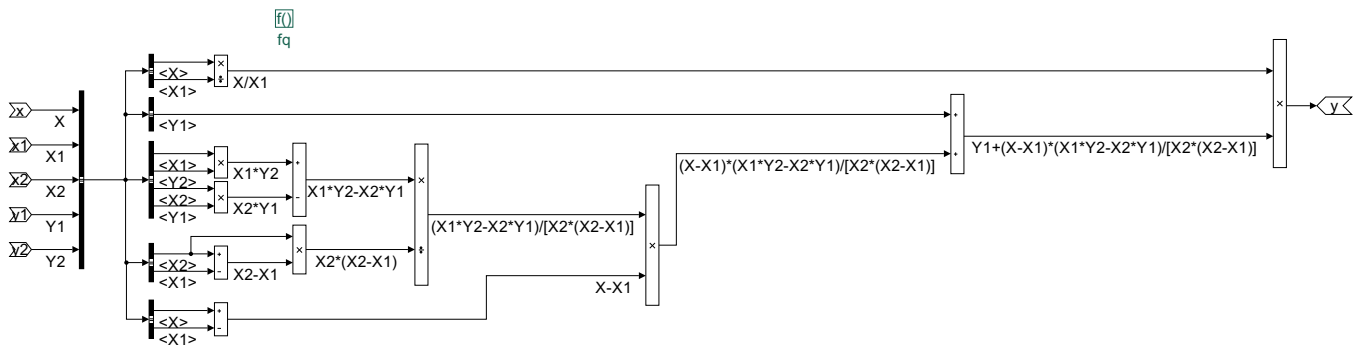 f()
fq
x
X
x1
X1
x2
X2
y1
Y1
y2
Y2
<X>
<X1>
×
÷
X/X1
<Y1>
<X1>
<Y2>
<X2>
<Y1>
×
X1*Y2
×
X2*Y1
+
-
X1*Y2-X2*Y1
<X2>
<X1>
+
-
X2-X1
×
X2*(X2-X1)
×
÷
(X1*Y2-X2*Y1)/[X2*(X2-X1)]
<X>
<X1>
+
-
X-X1
×
(X-X1)*(X1*Y2-X2*Y1)/[X2*(X2-X1)]
+
+
Y1+(X-X1)*(X1*Y2-X2*Y1)/[X2*(X2-X1)]
×
y